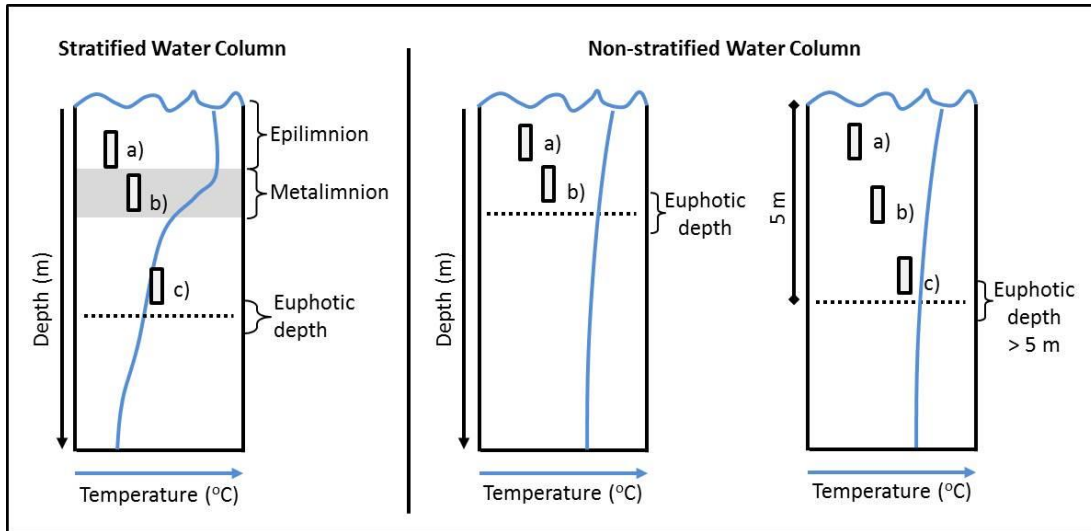 Stratified Water Column
Non-stratified Water Column
a)
b)
c)
Epilimnion
Metalimnion
Euphotic
depth
Depth (m)
Temperature (°C)
a)
b)
Euphotic
depth
Depth (m)
Temperature (°C)
5 m
a)
b)
c)
Euphotic
depth
> 5 m
Temperature (°C)